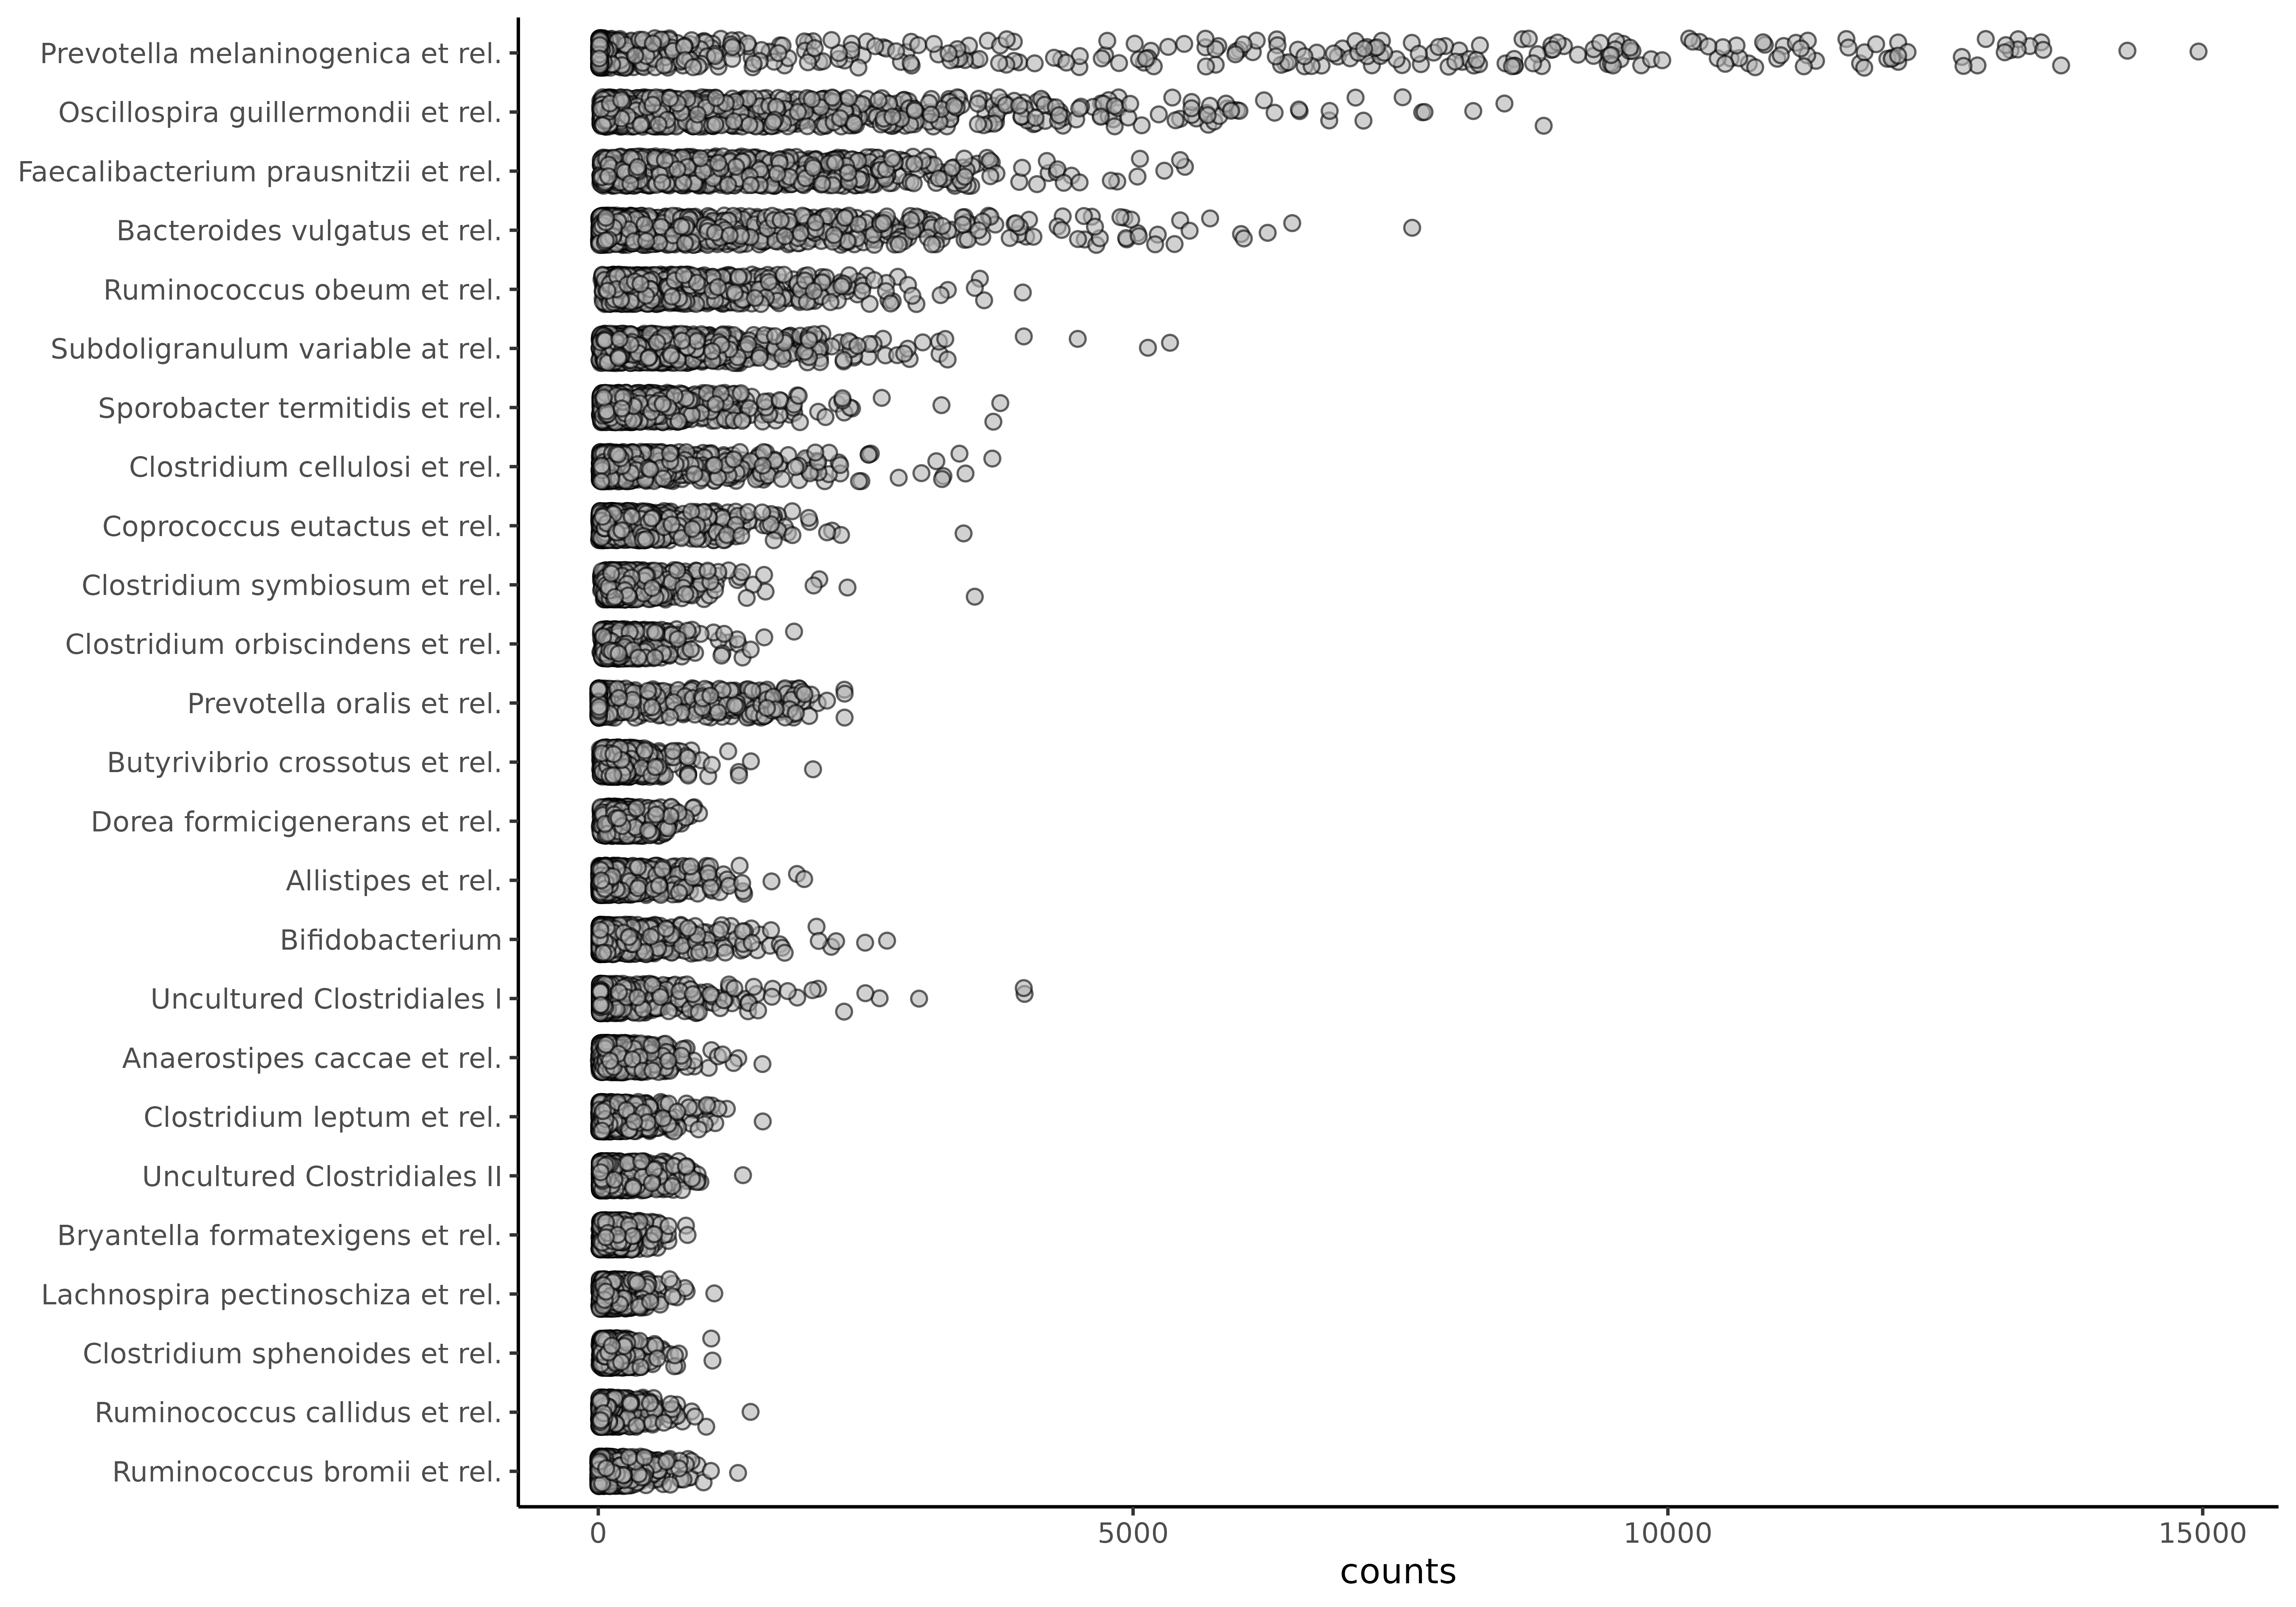 Prevotella melaninogenica et rel.
Oscillospira guillermondii et rel.
Faecalibacterium prausnitzii et rel.
Bacteroides vulgatus et rel.
Ruminococcus obeum et rel.
Subdoligranulum variable at rel.
Sporobacter termitidis et rel.
Clostridium cellulosi et rel.
Coprococcus eutactus et rel.
Clostridium symbiosum et rel.
Clostridium orbiscindens et rel.
Prevotella oralis et rel.
Butyrivibrio crossotus et rel.
Dorea formicigenerans et rel.
Allistipes et rel.
Bifidobacterium
Uncultured Clostridiales I
Anaerostipes caccae et rel.
Clostridium leptum et rel.
Uncultured Clostridiales II
Bryantella formatexigens et rel.
Lachnospira pectinoschiza et rel.
Clostridium sphenoides et rel.
Ruminococcus callidus et rel.
Ruminococcus bromii et rel.
0 5000 10000 15000
counts